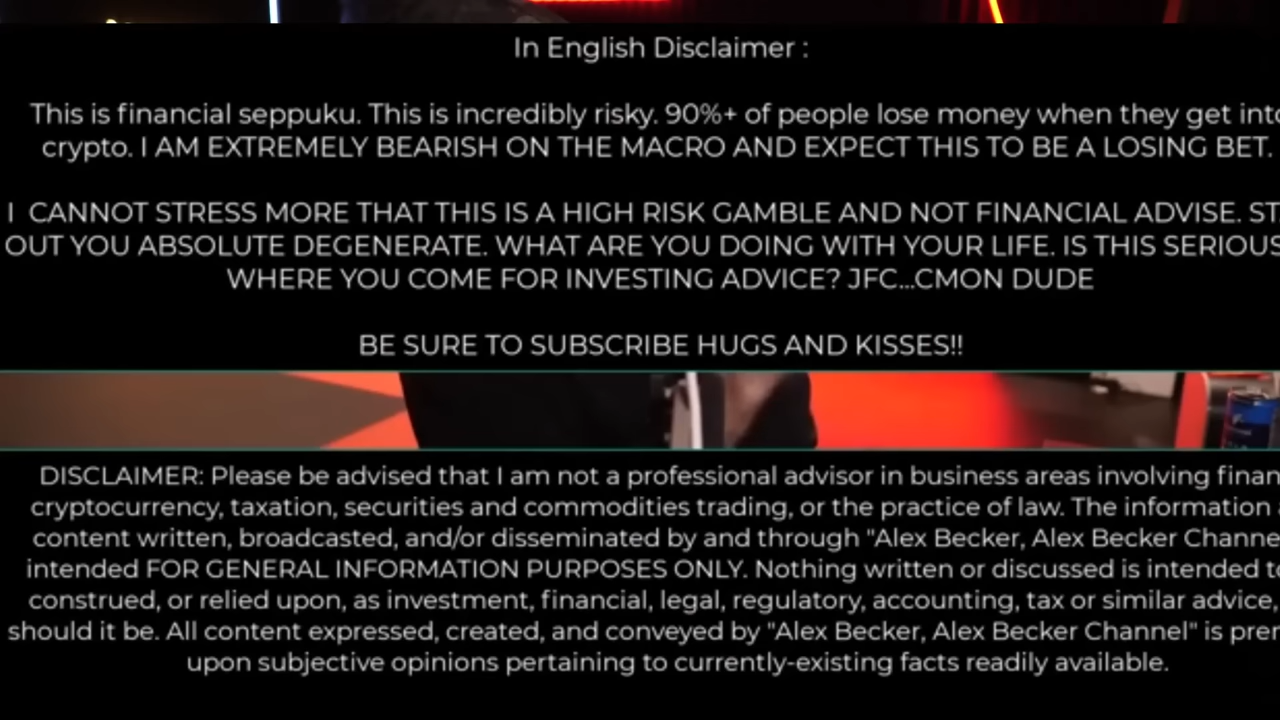 In English Disclaimer :
This is financial seppuku. This is incredibly risky. 90%+ of people lose money when they get into
crypto. I AM EXTREMELY BEARISH ON THE MACRO AND EXPECT THIS TO BE A LOSING BET.
I CANNOT STRESS MORE THAT THIS IS A HIGH RISK GAMBLE AND NOT FINANCIAL ADVISE. ST
OUT YOU ABSOLUTE DEGENERATE. WHAT ARE YOU DOING WITH YOUR LIFE. IS THIS SERIOUS
WHERE YOU COME FOR INVESTING ADVICE? JFC...CMON DUDE
BE SURE TO SUBSCRIBE HUGS AND KISSES!!
DISCLAIMER: Please be advised that I am not a professional advisor in business areas involving finan
cryptocurrency, taxation, securities and commodities trading, or the practice of law. The information
content written, broadcasted, and/or disseminated by and through "Alex Becker, Alex Becker Channe
intended FOR GENERAL INFORMATION PURPOSES ONLY. Nothing written or discussed is intended to
construed, or relied upon, as investment, financial, legal, regulatory, accounting, tax or similar advice,
should it be. All content expressed, created, and conveyed by "Alex Becker, Alex Becker Channel" is prem
upon subjective opinions pertaining to currently-existing facts readily available.